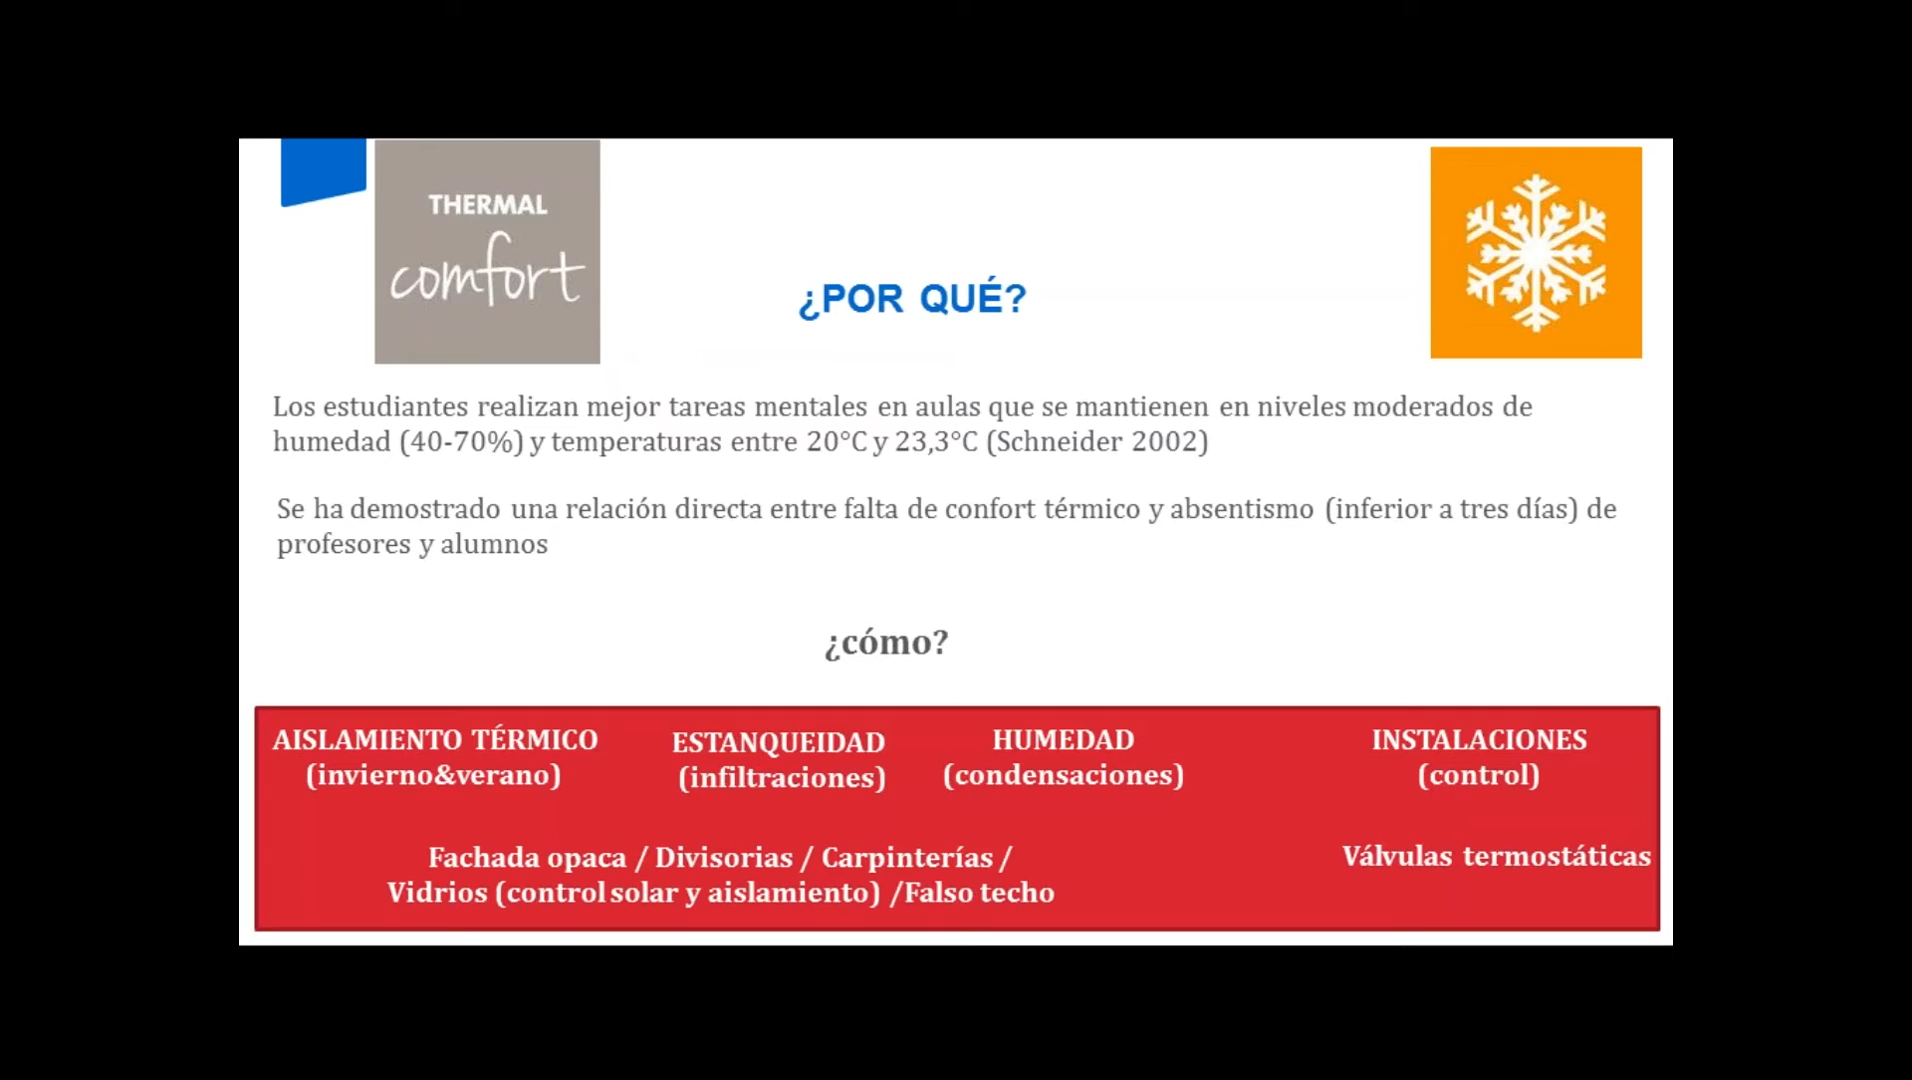 THERMAL
comfort
¿POR QUÉ?
Los estudiantes realizan mejor tareas mentales en aulas que se mantienen en niveles moderados de
humedad (40-70%) y temperaturas entre 20°C y 23,3°C (Schneider 2002)
Se ha demostrado una relación directa entre falta de confort térmico y absentismo (inferior a tres días) de
profesores y alumnos
¿cómo?
AISLAMIENTO TÉRMICO
(invierno&verano)
ESTANQUEIDAD
(infiltraciones)
HUMEDAD
(condensaciones)
INSTALACIONES
(control)
Fachada opaca / Divisorias / Carpinterías /
Vidrios (control solar y aislamiento) /Falso techo
Válvulas termostáticas